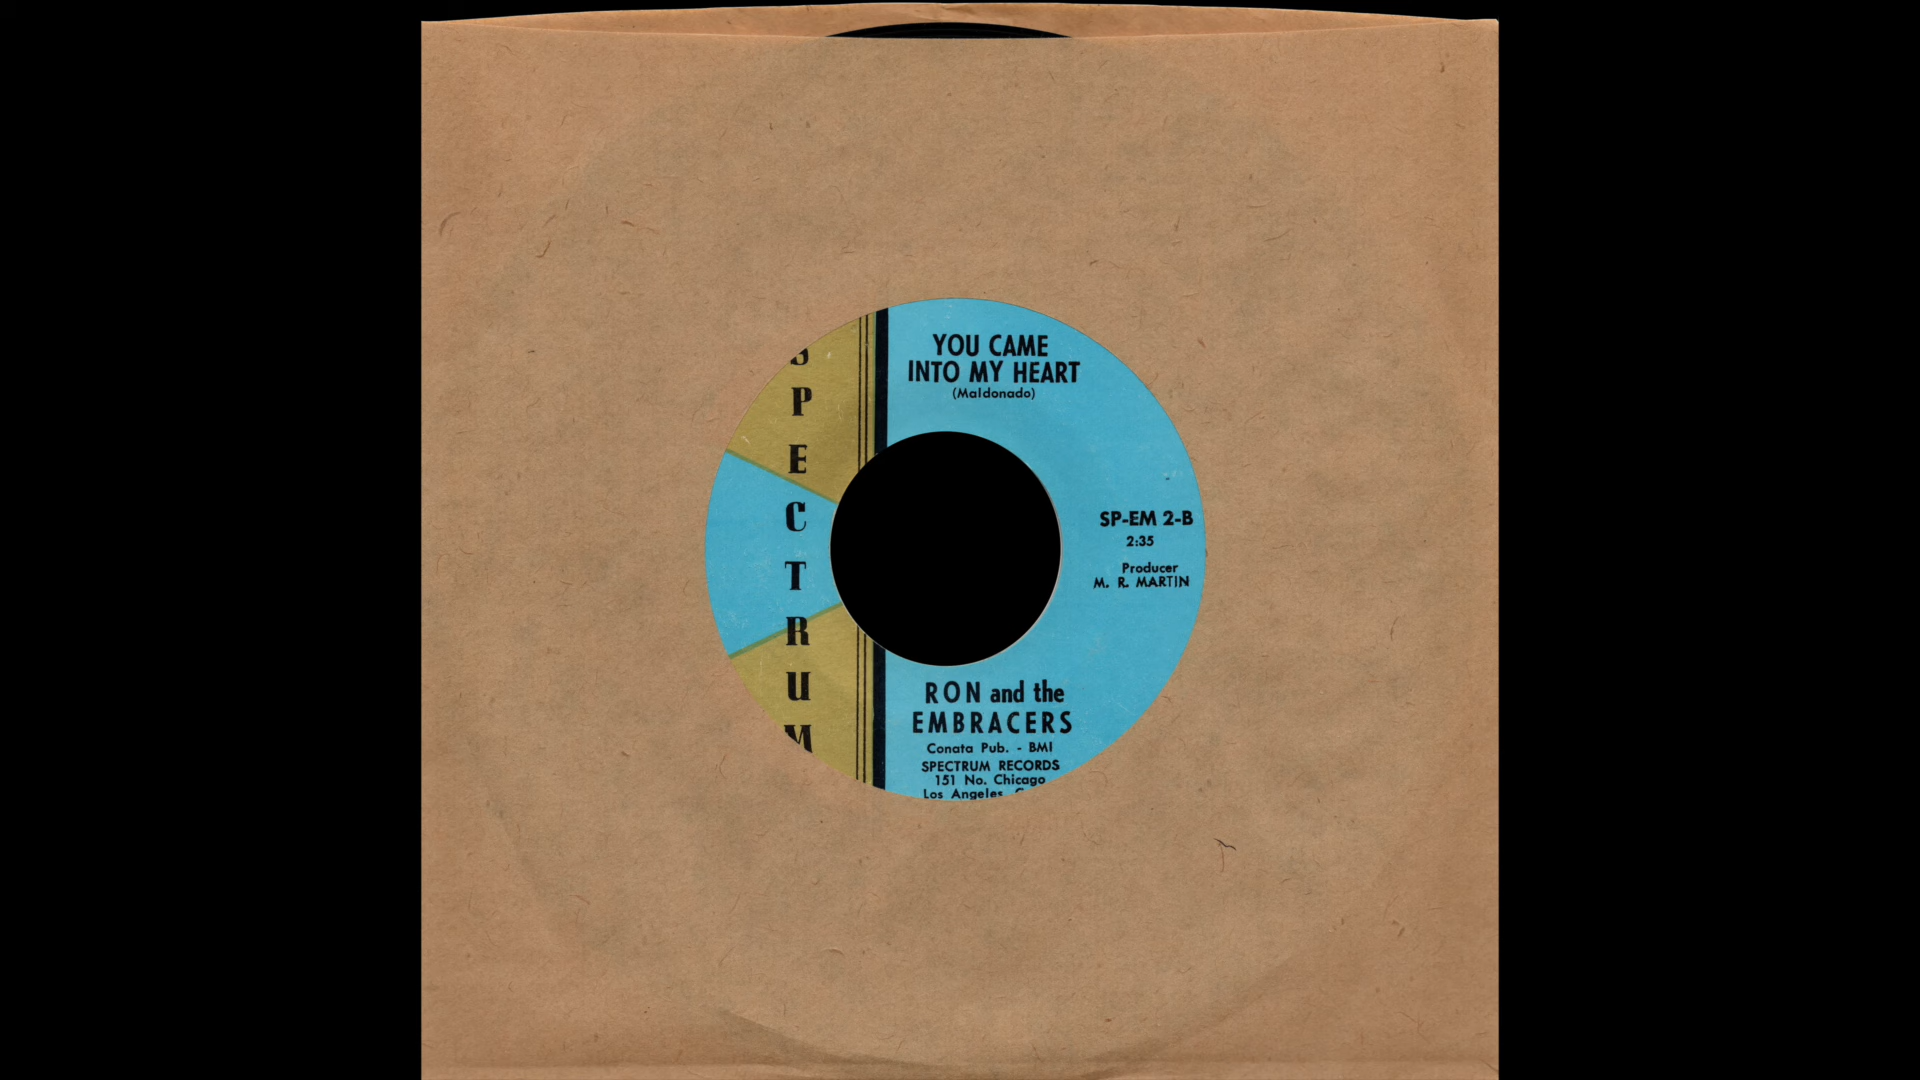 SPECTRUM
YOU CAME
INTO MY HEART
(Maldonado)
SP-EM 2-B
2:35
Producer
M. R. MARTIN
RON and the
EMBRACERS
Conata Pub. - BMI
SPECTRUM RECORDS
151 No. Chicago
Los Angeles,